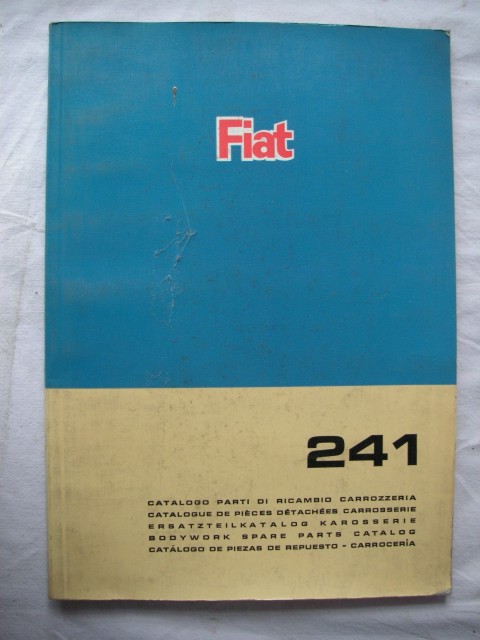 Fiat
241
CATALOGO PARTI DI RICAMBIO CARROZZERIA
CATALOGUE DE PIÈCES DÉTACHÉES CARROSSERIE
ERSATZTEILKATALOG KAROSSERIE
BODYWORK SPARE PARTS CATALOG
CATÁLOGO DE PIEZAS DE REPUESTO - CARROCERÍA